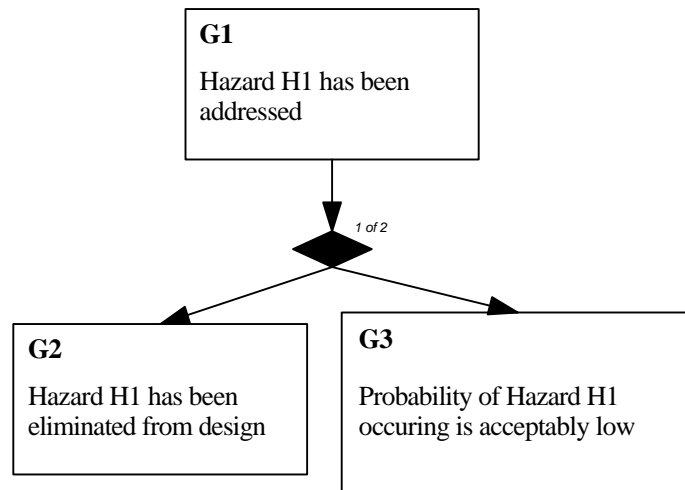 G1
Hazard H1 has been
addressed
1 of 2
G2
Hazard H1 has been
eliminated from design
G3
Probability of Hazard H1
occuring is acceptably low